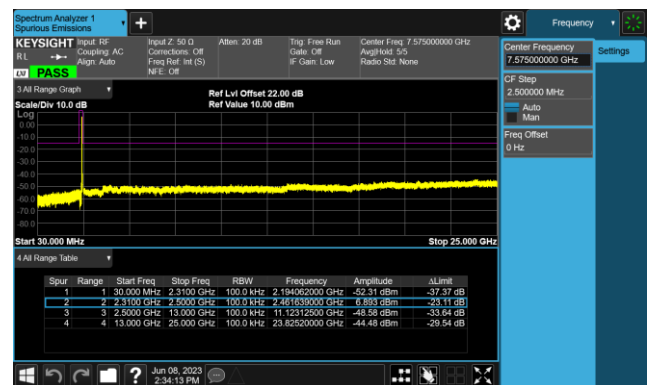 Spectrum Analyzer 1
Spurious Emissions
Frequency
KEYSIGHT
Input: RF
Coupling: AC
Align: Auto
Input Z: 50 Ω
Corrections: Off
Freq Ref: Int (S)
NFE: Off
Atten: 20 dB
Trig: Free Run
Gate: Off
IF Gain: Low
Center Freq: 7.575000000 GHz
Avg|Hold: 5/5
Radio Std: None
R L
LXI PASS
Center Frequency
7.575000000 GHz
Settings
CF Step
2.500000 MHz
Auto
Man
Freq Offset
0 Hz
3 All Range Graph
Ref Lvl Offset 22.00 dB
Scale/Div 10.0 dB
Ref Value 10.00 dBm
Log
0.00
-10.0
-20.0
-30.0
-40.0
-50.0
-60.0
-70.0
-80.0
Start 30.000 MHz
Stop 25.000 GHz
4 All Range Table
Spur Range Start Freq Stop Freq RBW Frequency Amplitude ΔLimit
1 1 30.000 MHz 2.3100 GHz 100.0 kHz 2.194062000 GHz -52.31 dBm -37.37 dB
2 2 2.3100 GHz 2.5000 GHz 100.0 kHz 2.461639000 GHz 6.893 dBm -23.11 dB
3 3 2.5000 GHz 13.000 GHz 100.0 kHz 11.12312500 GHz -48.58 dBm -33.64 dB
4 4 13.000 GHz 25.000 GHz 100.0 kHz 23.82520000 GHz -44.48 dBm -29.54 dB
?
Jun 08, 2023
2:34:13 PM